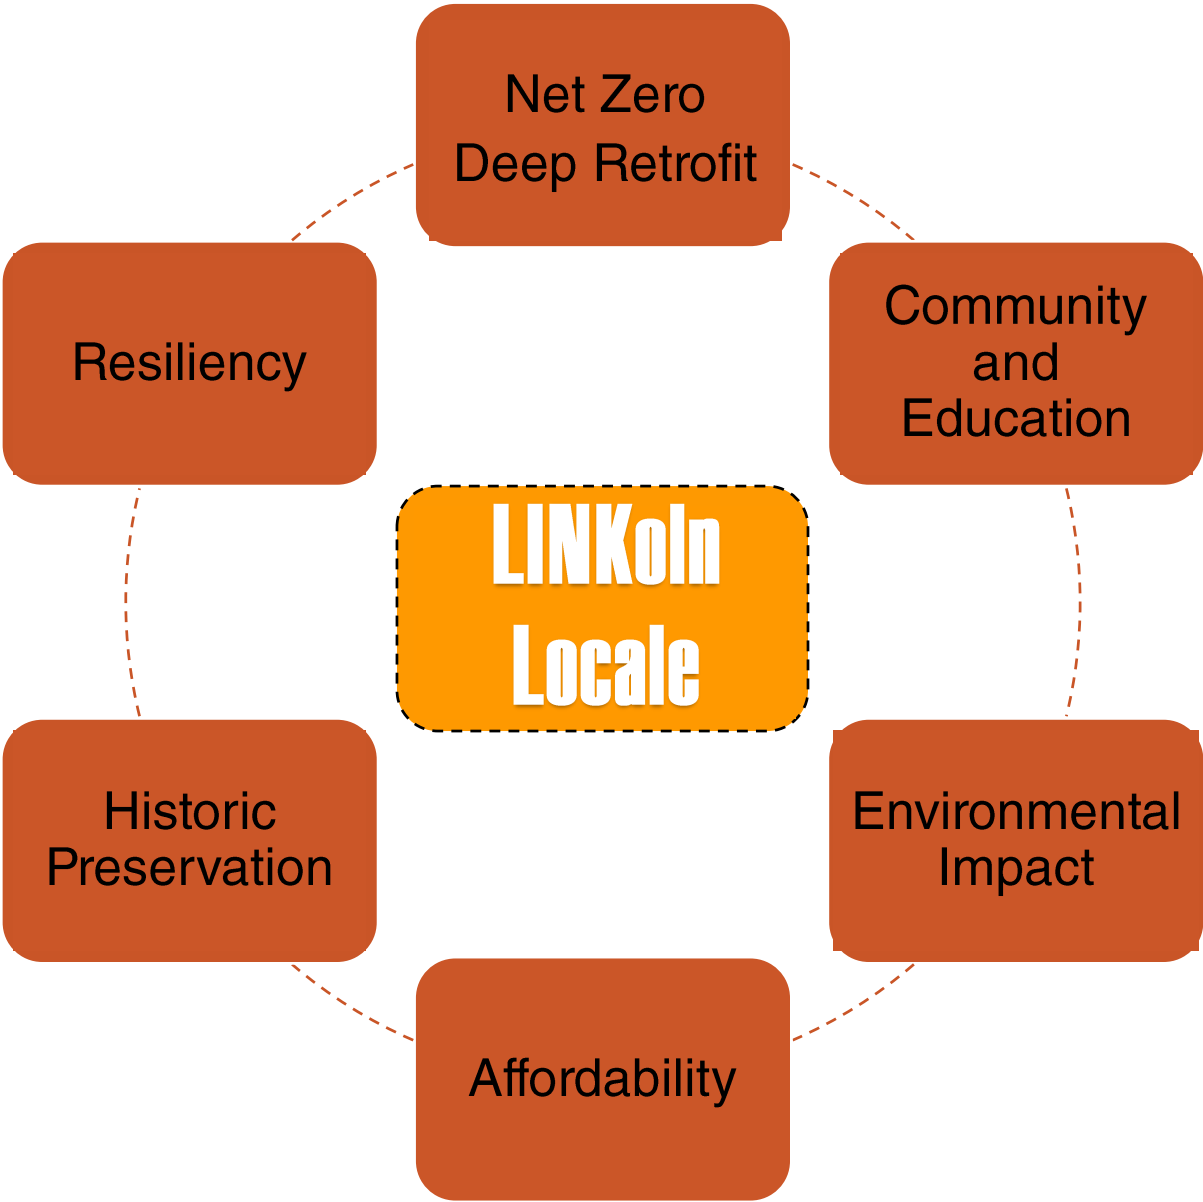 Net Zero
Deep Retrofit
Community
and
Education
Environmental
Impact
Affordability
Historic
Preservation
Resiliency
LINKoln
Locale